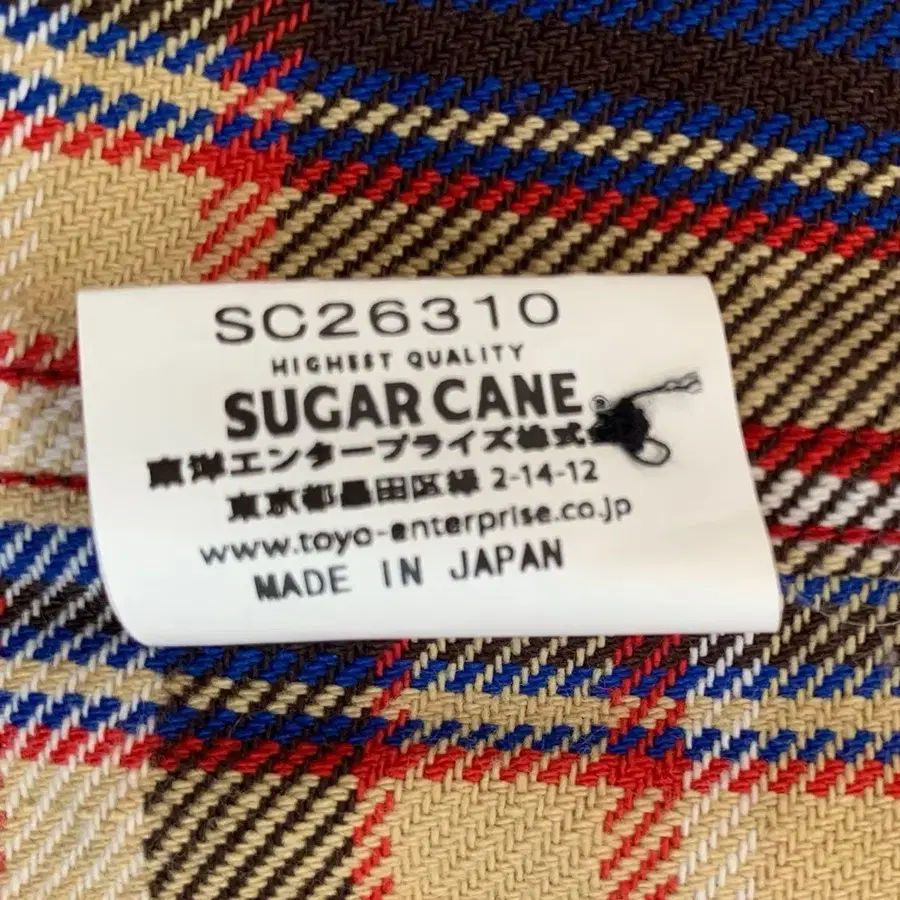 SC26310
HIGHEST QUALITY
SUGAR CANE
東洋エンタープライズ株式
東京都墨田区緑 2-14-12
www.toyo-enterprise.co.jp
MADE IN JAPAN